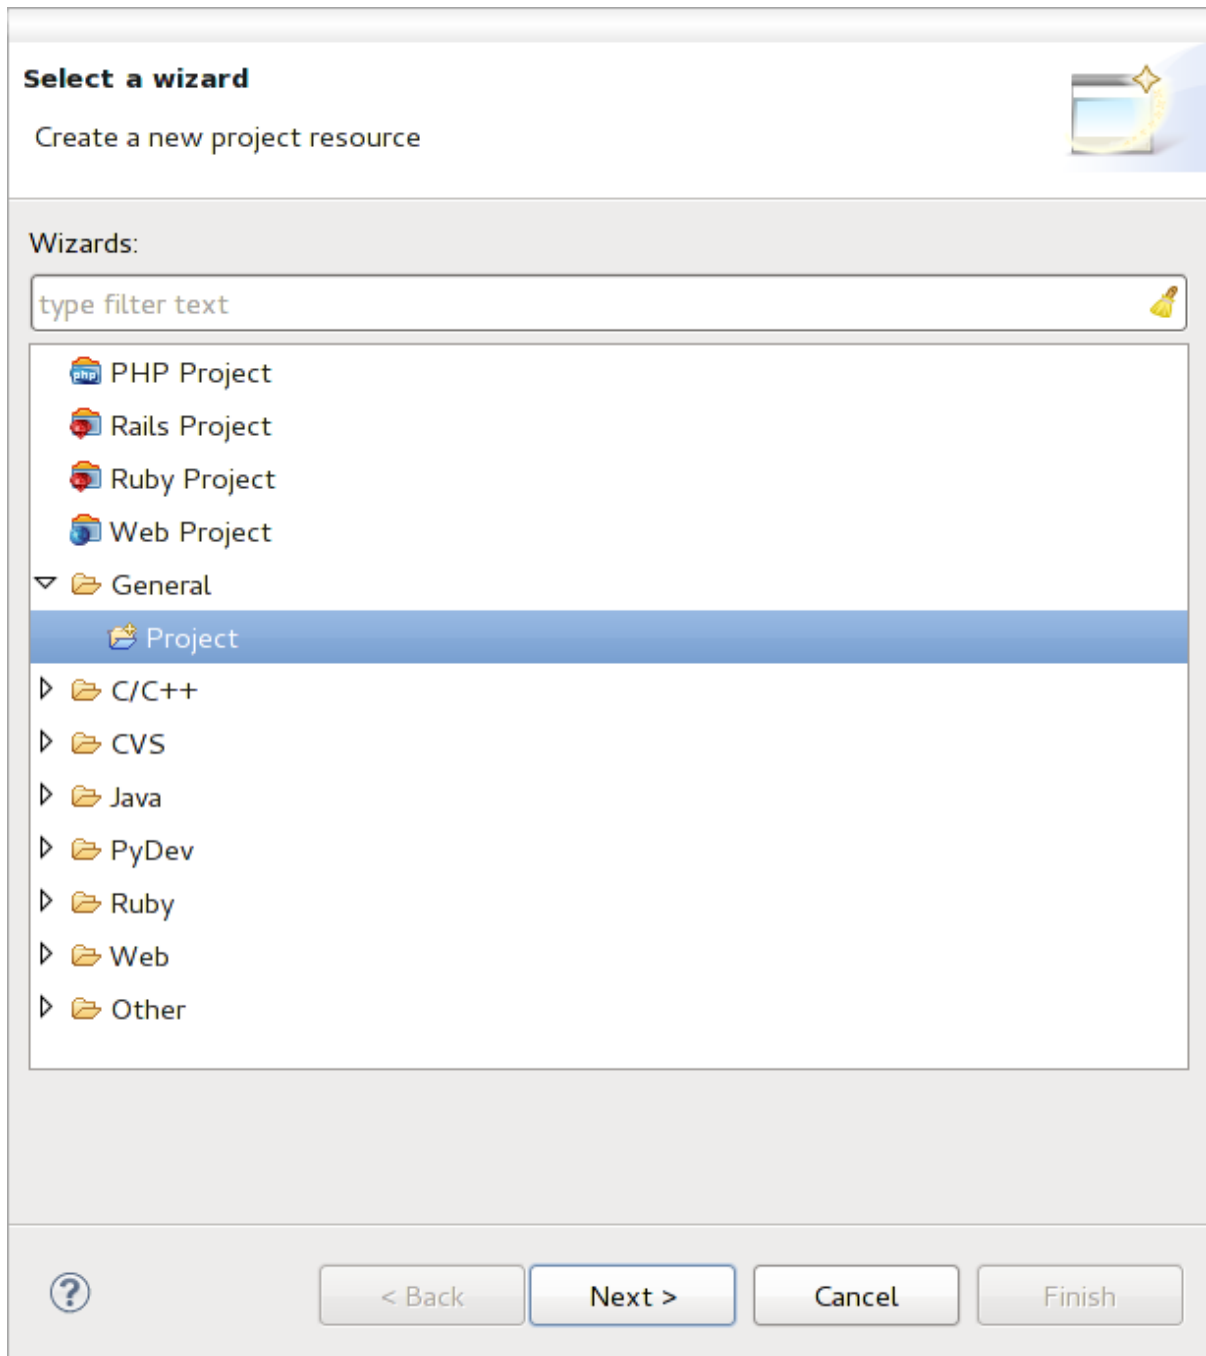 Select a wizard
Create a new project resource
Wizards:
type filter text
php PHP Project
Rails Project
Ruby Project
Web Project
General
Project
C/C++
CVS
Java
PyDev
Ruby
Web
Other
? < Back Next > Cancel Finish